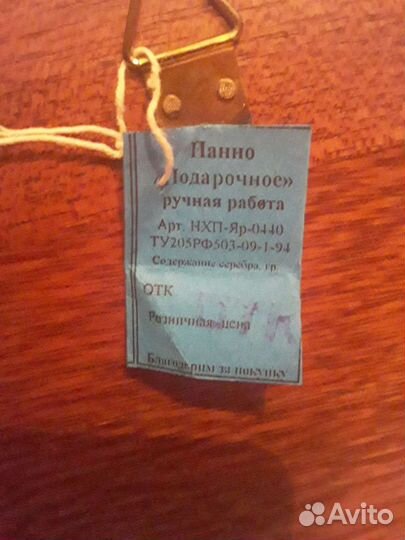 Панно
«Подарочное»
ручная работа
Арт. НХП-Яр-0440
ТУ205РФ503-09-1-94
Содержание серебра, гр.
ОТК
Розничная цена
Благодарим за покупку
Avito